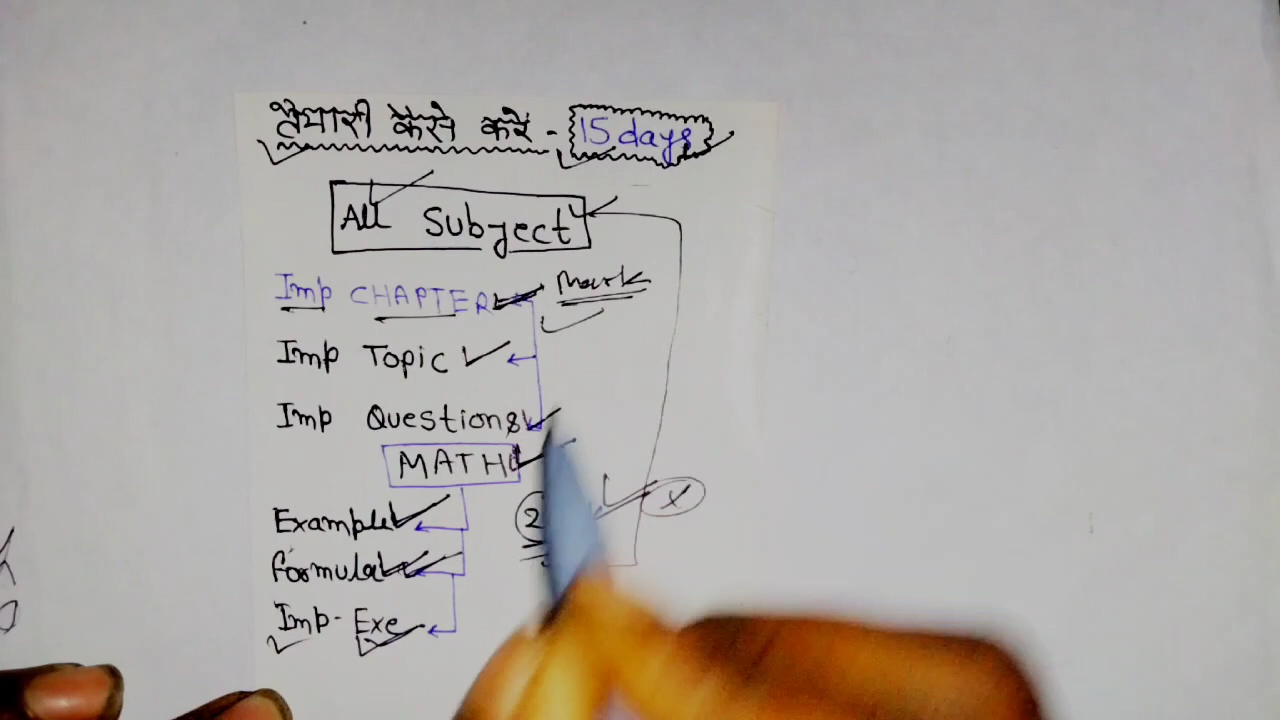 तैयारी कैसे करें - 15 days
All Subject
Imp CHAPTER Mark
Imp Topic
Imp Questions
MATH
Example
formula
Imp- Exe